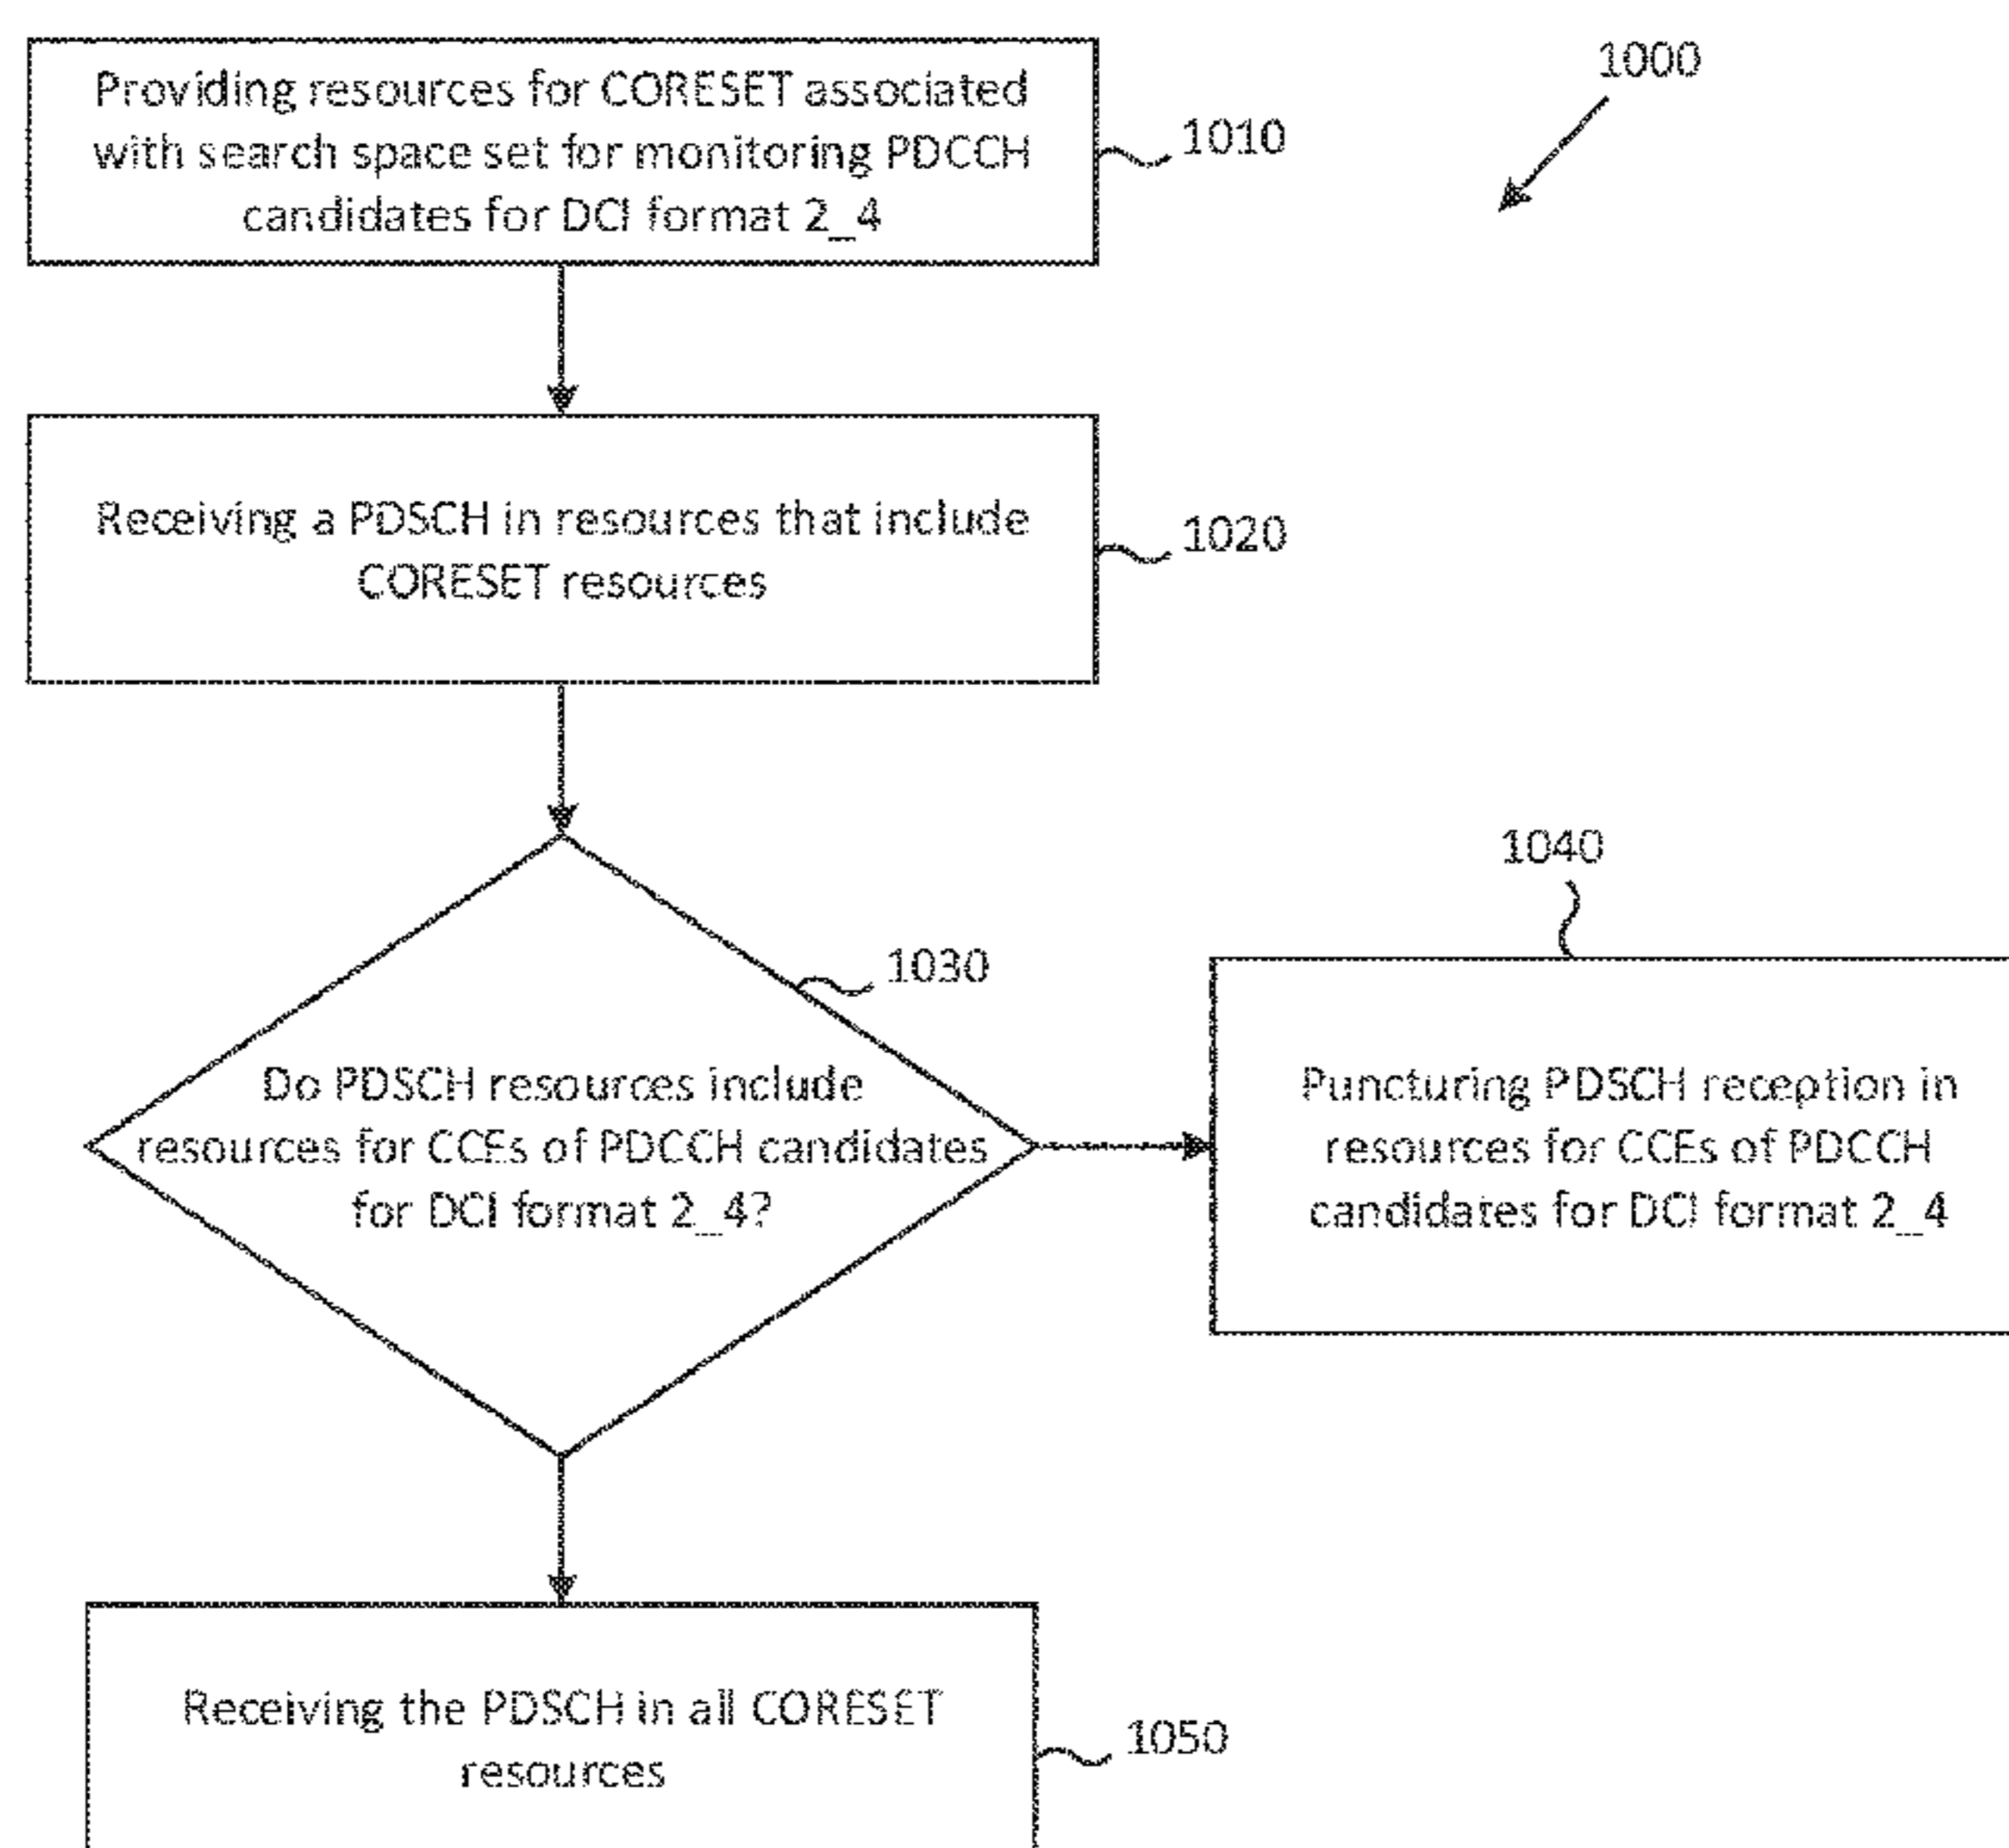 1000
Providing resources for CORESET associated
with search space set for monitoring PDCCH
candidates for DCI format 2_4
1010
Receiving a PDSCH in resources that include
CORESET resources
1020
1030
Do PDSCH resources include
resources for CCEs of PDCCH candidates
for DCI format 2_4?
1040
Puncturing PDSCH reception in
resources for CCEs of PDCCH
candidates for DCI format 2_4
Receiving the PDSCH in all CORESET
resources
1050